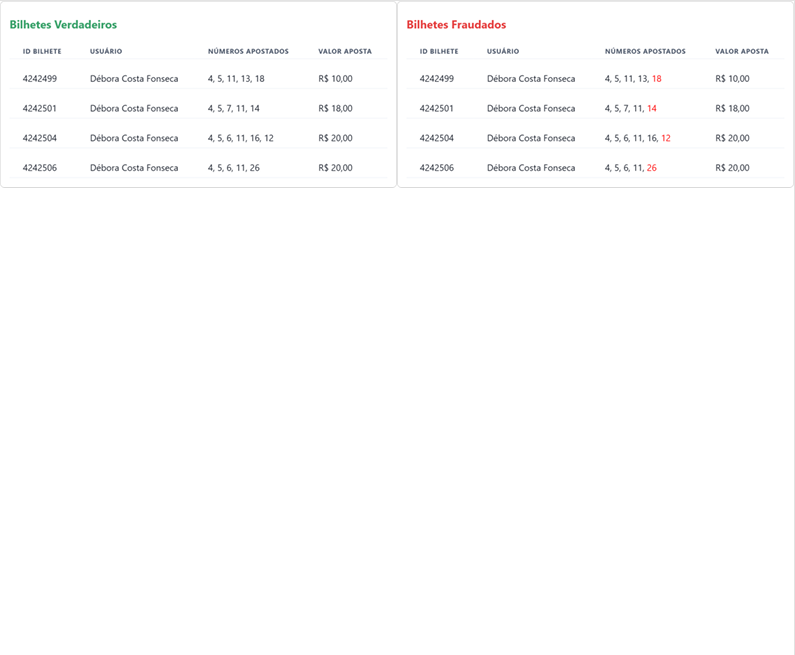 Bilhetes Verdadeiros
ID BILHETE USUÁRIO NÚMEROS APOSTADOS VALOR APOSTA
4242499 Débora Costa Fonseca 4, 5, 11, 13, 18 R$ 10,00
4242501 Débora Costa Fonseca 4, 5, 7, 11, 14 R$ 18,00
4242504 Débora Costa Fonseca 4, 5, 6, 11, 16, 12 R$ 20,00
4242506 Débora Costa Fonseca 4, 5, 6, 11, 26 R$ 20,00
Bilhetes Fraudados
ID BILHETE USUÁRIO NÚMEROS APOSTADOS VALOR APOSTA
4242499 Débora Costa Fonseca 4, 5, 11, 13, 18 R$ 10,00
4242501 Débora Costa Fonseca 4, 5, 7, 11, 14 R$ 18,00
4242504 Débora Costa Fonseca 4, 5, 6, 11, 16, 12 R$ 20,00
4242506 Débora Costa Fonseca 4, 5, 6, 11, 26 R$ 20,00